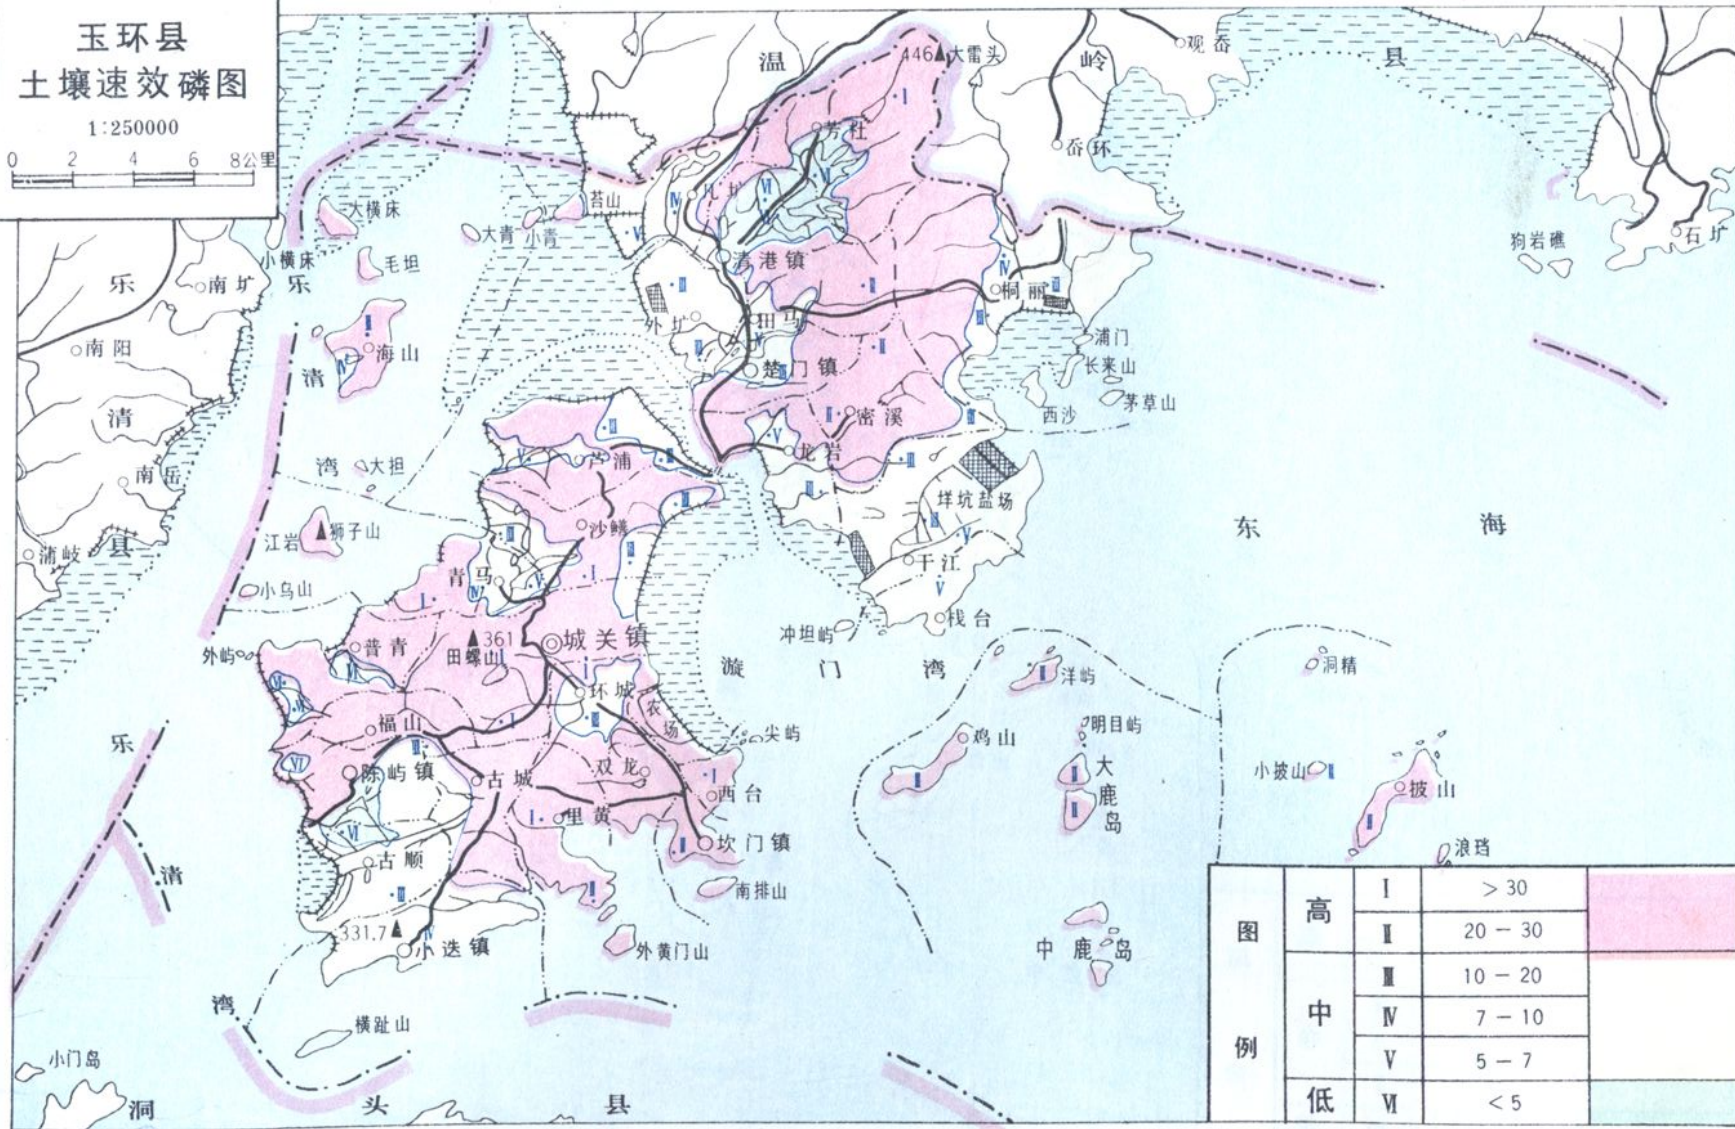 玉环县
土壤速效磷图
1:250000
0 2 4 6 8公里
温
岭
县
446
大雷头
观岙
岙环
石圹
狗岩礁
芳杜
苔山
大横床
小横床
大青
小青
毛坦
南圹
乐
清
县
南阳
南岳
蒲岐
乐
清
湾
海山
大担
江岩
狮子山
小乌山
外屿
清港镇
外圹
田马
楚门镇
桐丽
浦门
长来山
茅草山
西沙
密溪
龙岩
垟坑盐场
干江
栈台
冲坦屿
芦浦
沙鳝
青马
普青
361
田螺山
城关镇
环城
农场
尖屿
福山
陈屿镇
古城
双龙
西台
里黄
坎门镇
南排山
古顺
331.7
小迭镇
外黄门山
横趾山
漩门湾
东海
洋屿
鸡山
明目屿
大鹿岛
中鹿岛
洞精
小披山
披山
浪珰
乐
清
湾
小门岛
洞
头
县
图例
高 Ⅰ >30
Ⅱ 20-30
中 Ⅲ 10-20
Ⅳ 7-10
Ⅴ 5-7
低 Ⅵ <5